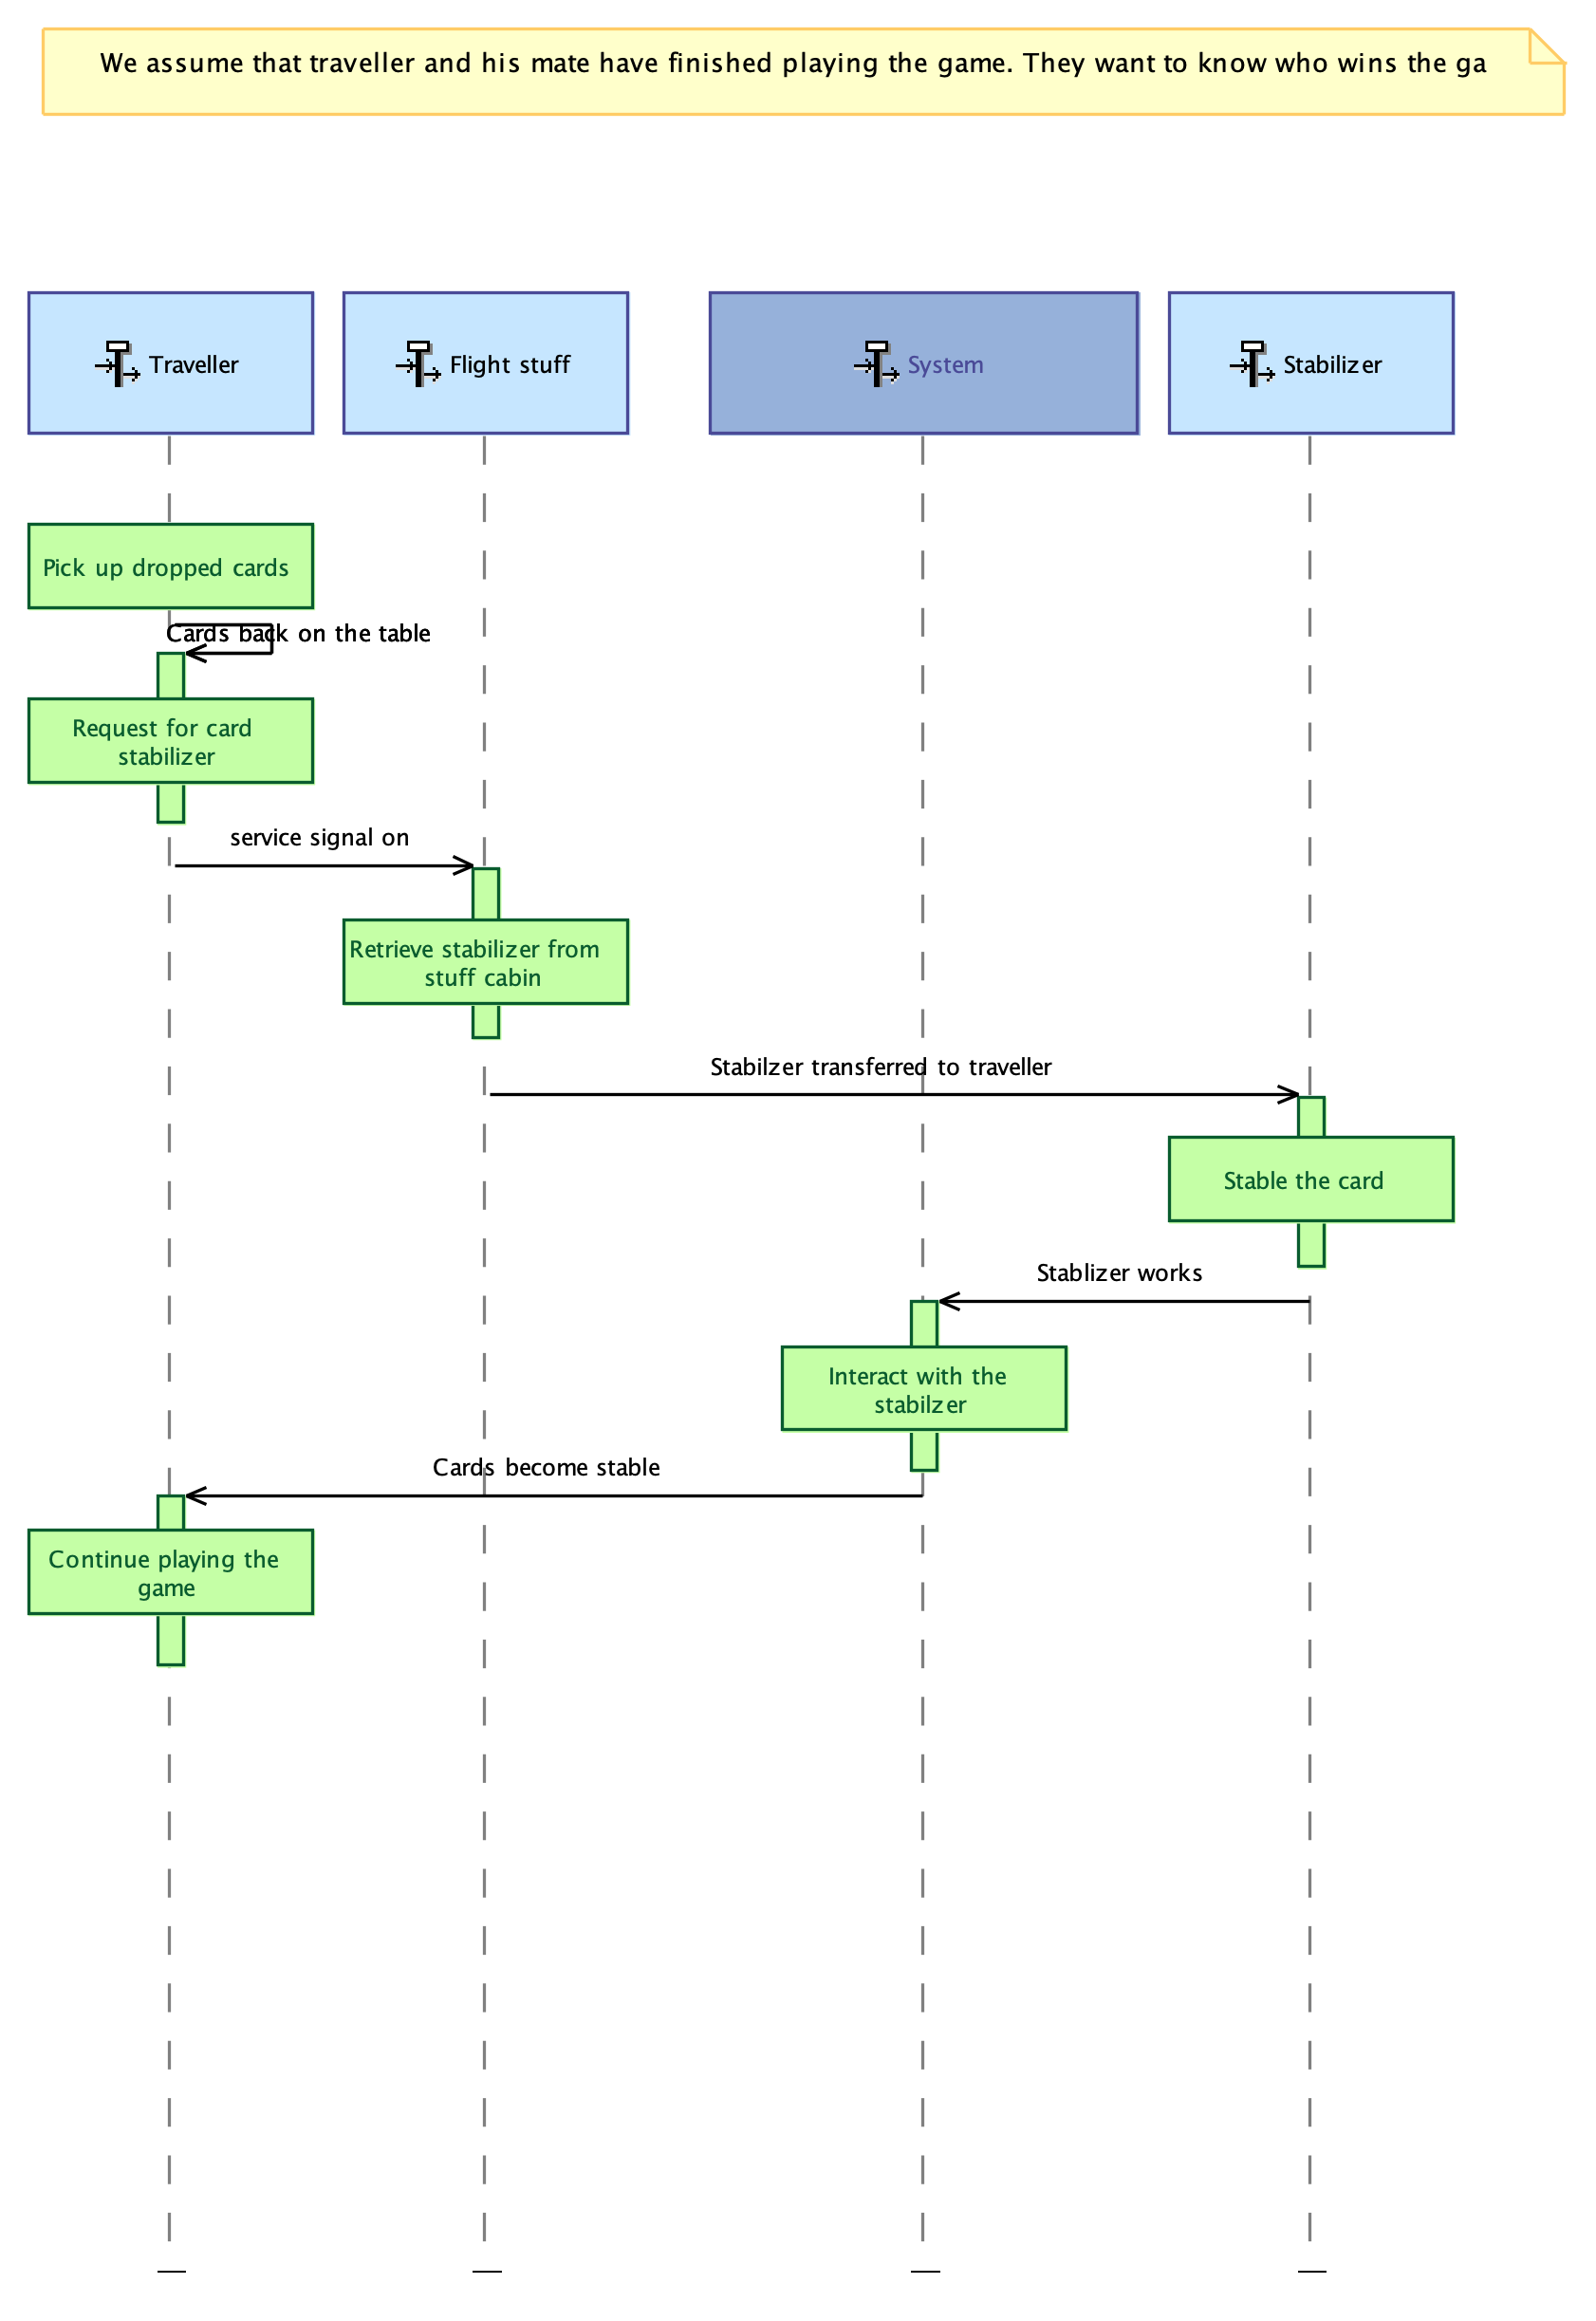 We assume that traveller and his mate have finished playing the game. They want to know who wins the ga
Traveller
Flight stuff
System
Stabilizer
Pick up dropped cards
Cards back on the table
Request for card
stabilizer
service signal on
Retrieve stabilizer from
stuff cabin
Stabilzer transferred to traveller
Stable the card
Stablizer works
Interact with the
stabilzer
Cards become stable
Continue playing the
game